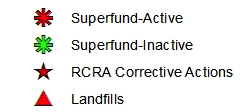 Superfund-Active
Superfund-Inactive
RCRA Corrective Actions
Landfills